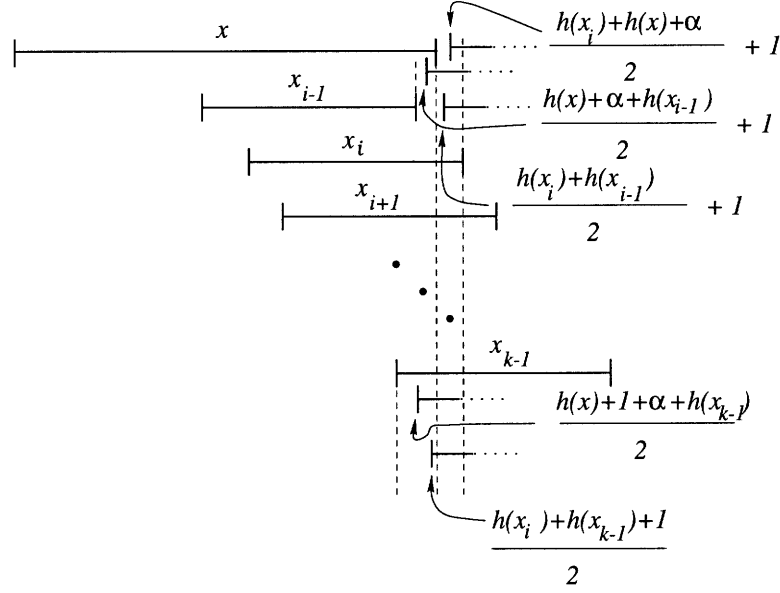 x
h(x_i)+h(x)+α
+ 1
2
x_{i-1}
h(x)+α+h(x_{i-1})
+ 1
2
x_i
h(x_i)+h(x_{i-1})
+ 1
2
x_{i+1}
x_{k-1}
h(x)+1+α+h(x_{k-1})
2
h(x_i)+h(x_{k-1})+1
2